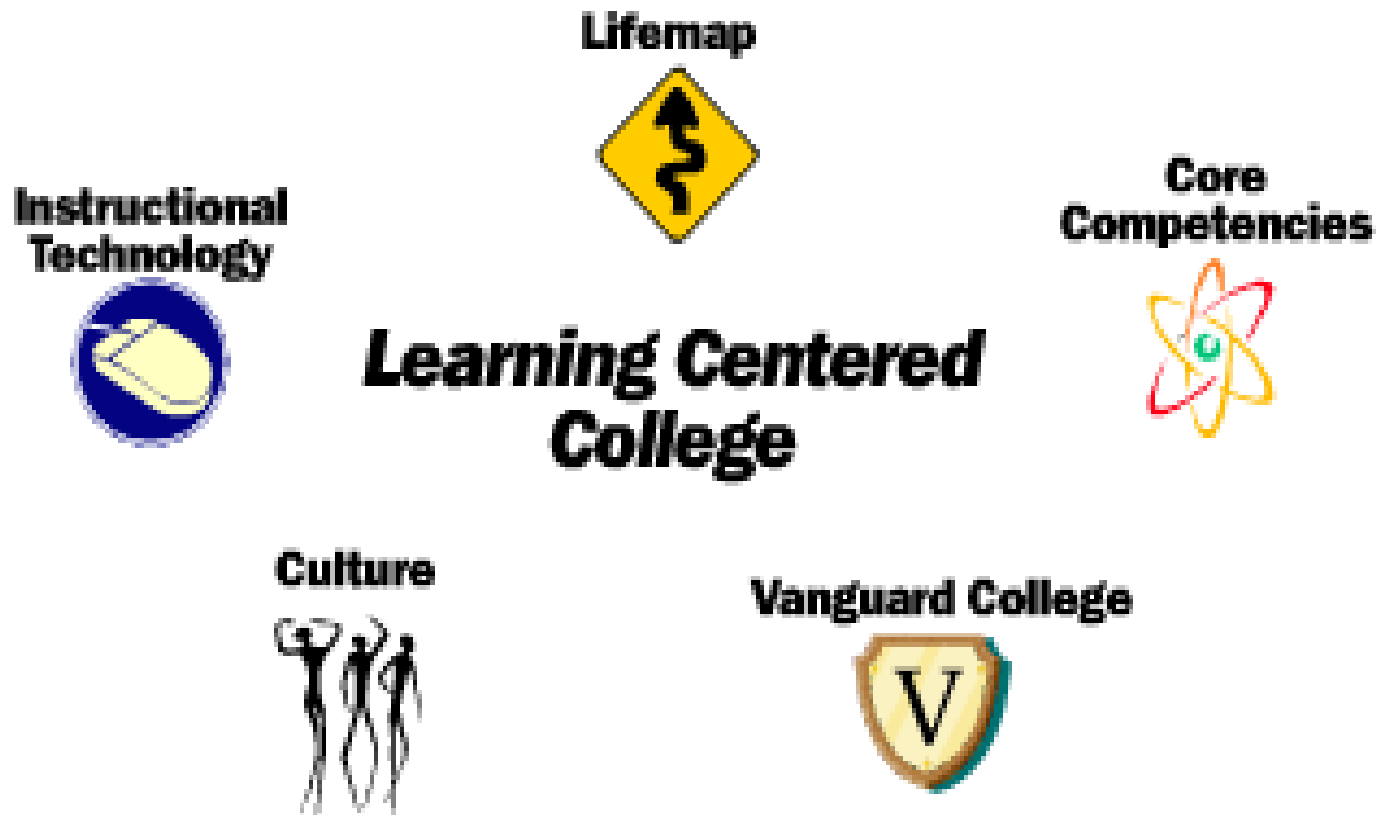 Lifemap
Instructional
Technology
Core
Competencies
Learning Centered
College
Culture
Vanguard College
V